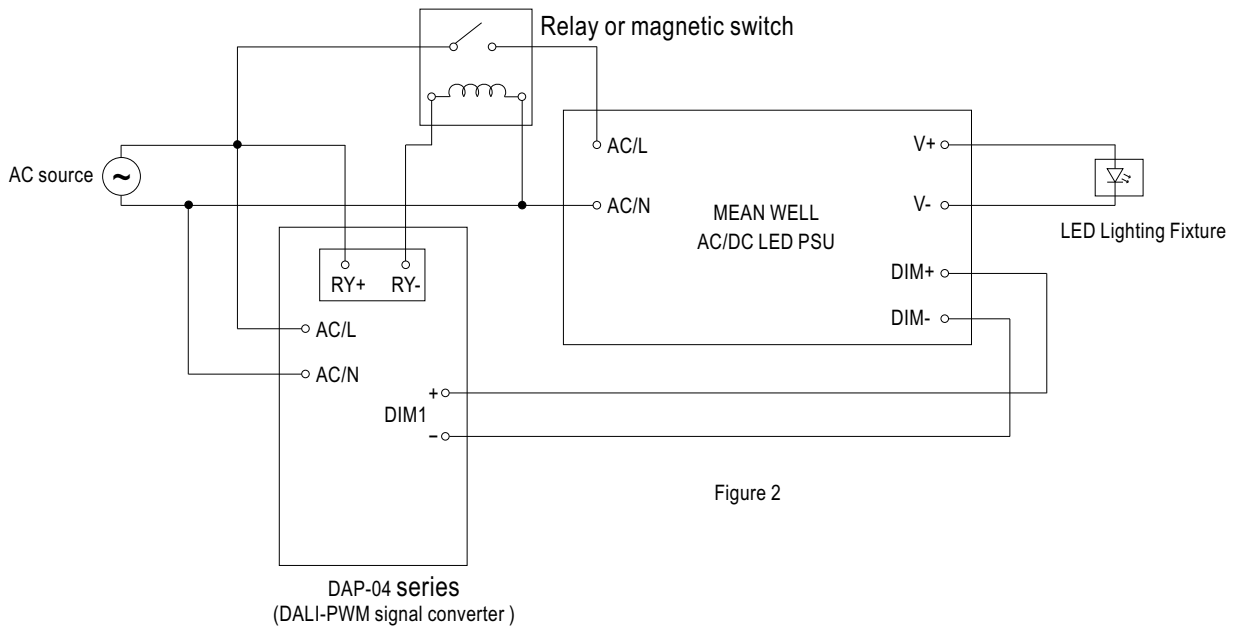 Relay or magnetic switch
AC source
~
AC/L
AC/N
MEAN WELL
AC/DC LED PSU
V+
V-
DIM+
DIM-
LED Lighting Fixture
RY+
RY-
AC/L
AC/N
DIM1
+
−
Figure 2
DAP-04 series
(DALI-PWM signal converter )